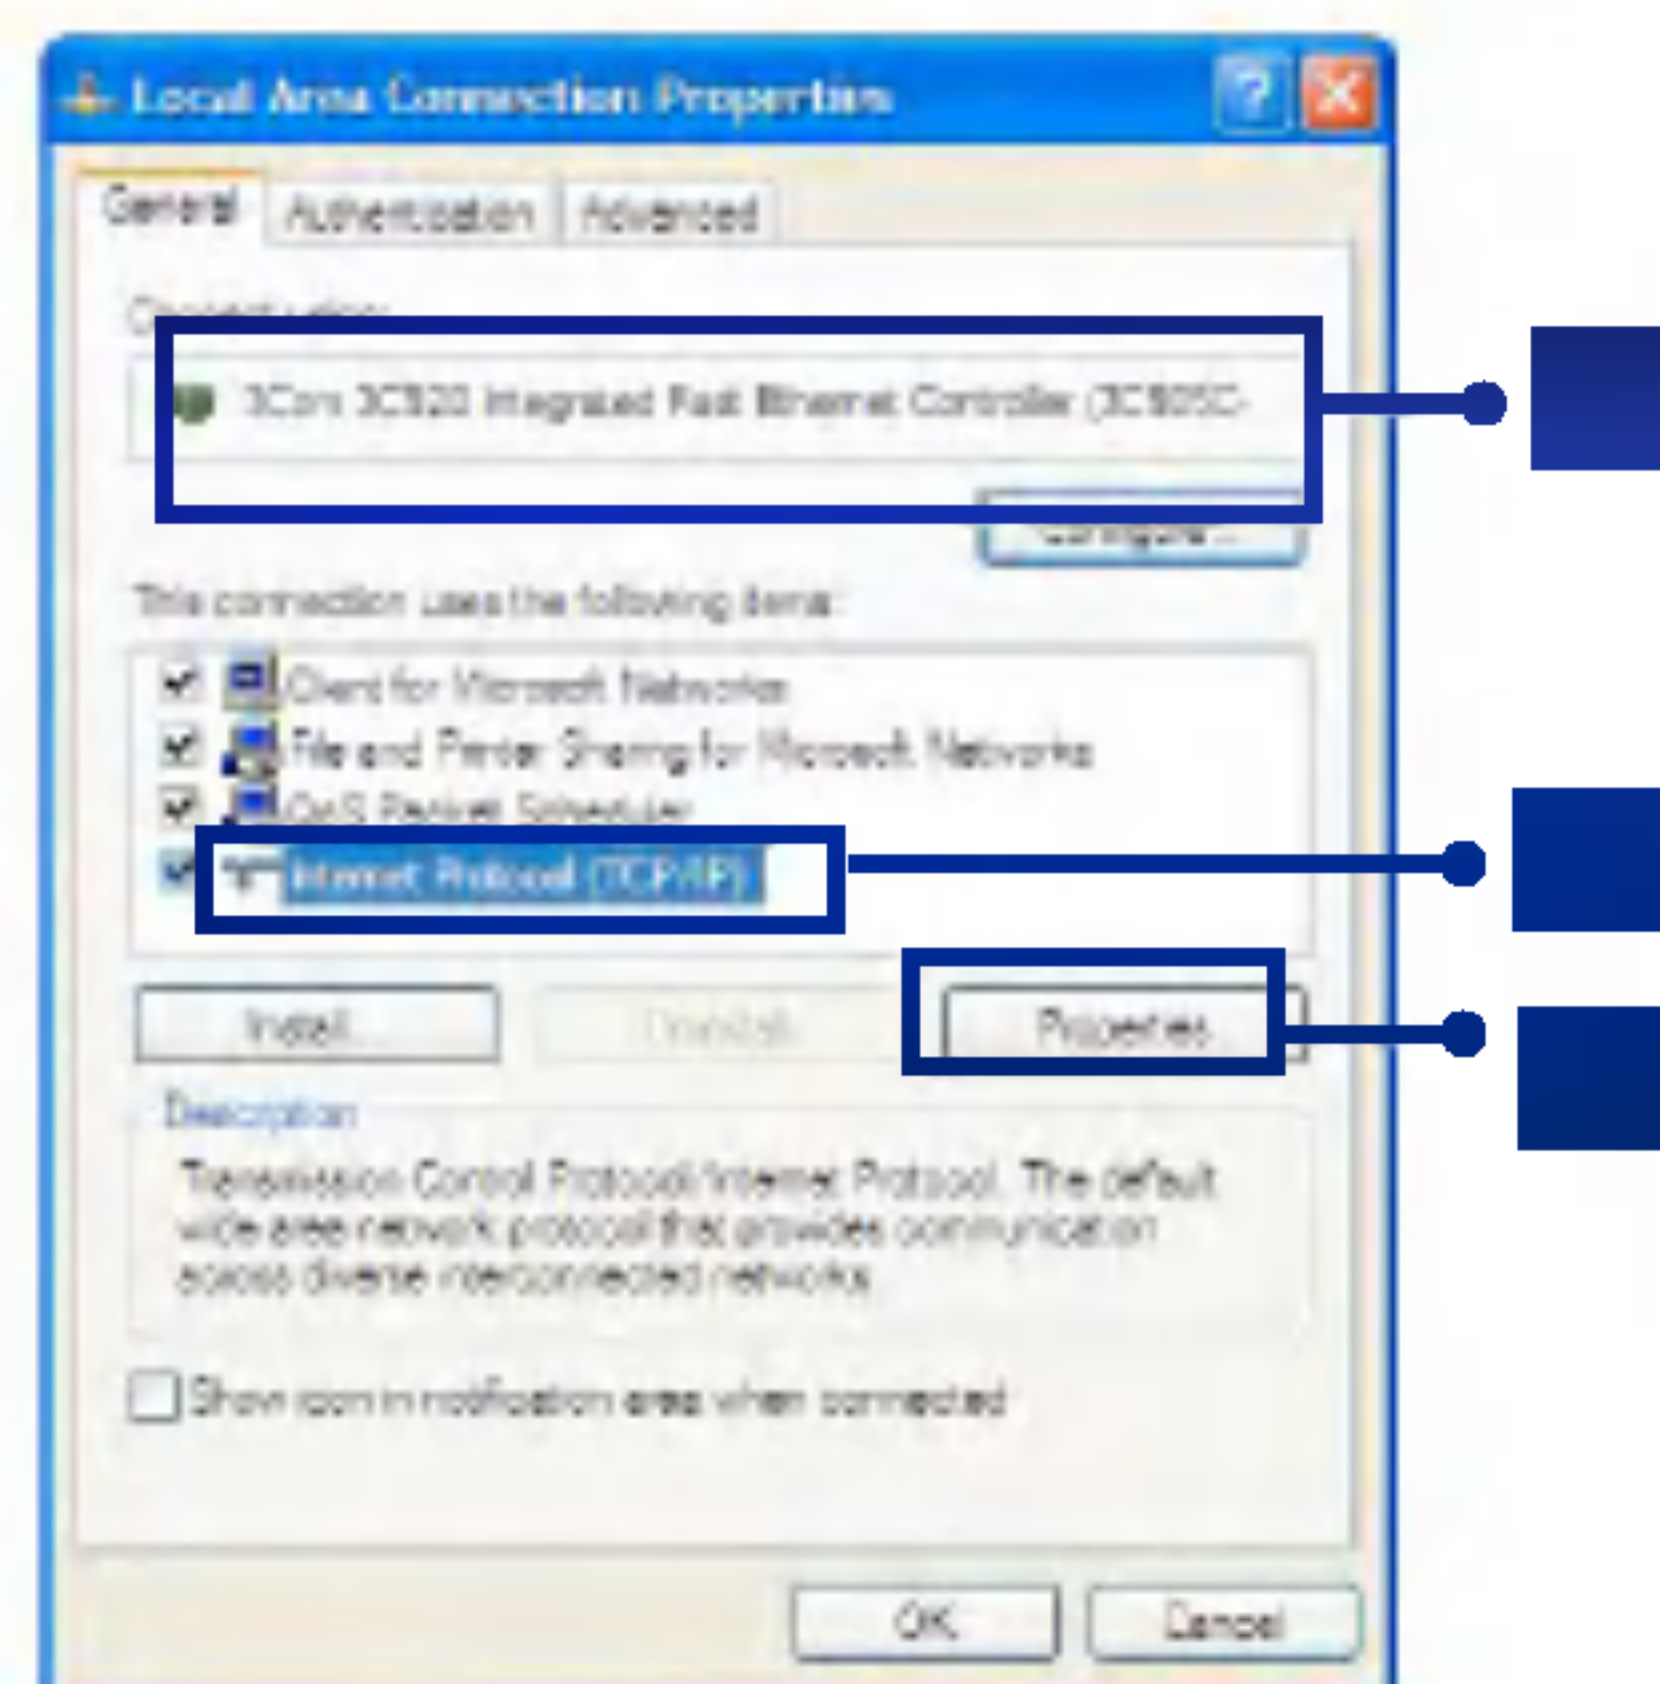 Local Area Connection Properties
General
Authentication
Advanced
Connect using:
Integrated Fast Ethernet Controller
Configure...
This connection uses the following items:
Client for Microsoft Networks
File and Printer Sharing for Microsoft Networks
QoS Packet Scheduler
Internet Protocol (TCP/IP)
Install...
Uninstall
Properties
Description
Transmission Control Protocol/Internet Protocol. The default
wide area network protocol that provides communication
across diverse interconnected networks.
Show icon in notification area when connected
OK
Cancel